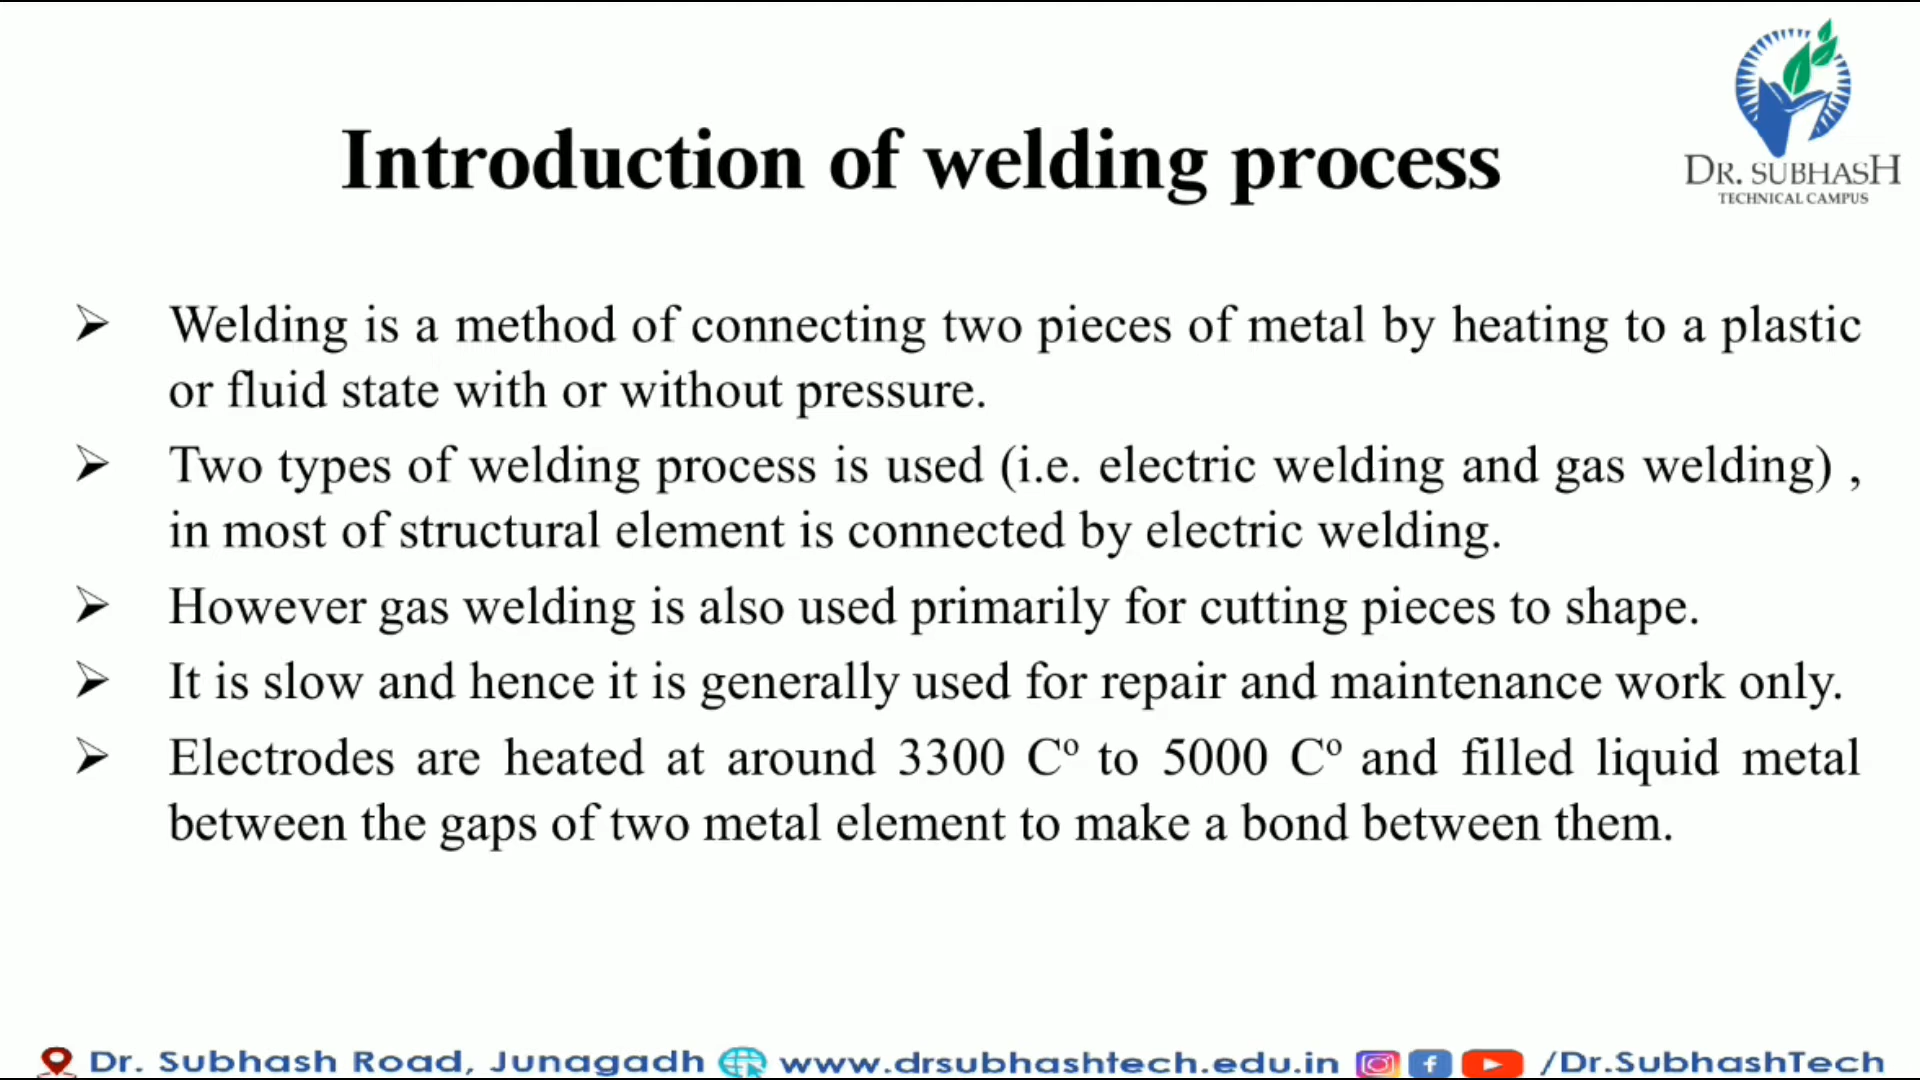 DR. SUBHASH
TECHNICAL CAMPUS
Introduction of welding process
➢ Welding is a method of connecting two pieces of metal by heating to a plastic
or fluid state with or without pressure.
➢ Two types of welding process is used (i.e. electric welding and gas welding) ,
in most of structural element is connected by electric welding.
➢ However gas welding is also used primarily for cutting pieces to shape.
➢ It is slow and hence it is generally used for repair and maintenance work only.
➢ Electrodes are heated at around 3300 Cº to 5000 Cº and filled liquid metal
between the gaps of two metal element to make a bond between them.
Dr. Subhash Road, Junagadh www.drsubhashtech.edu.in /Dr.SubhashTech